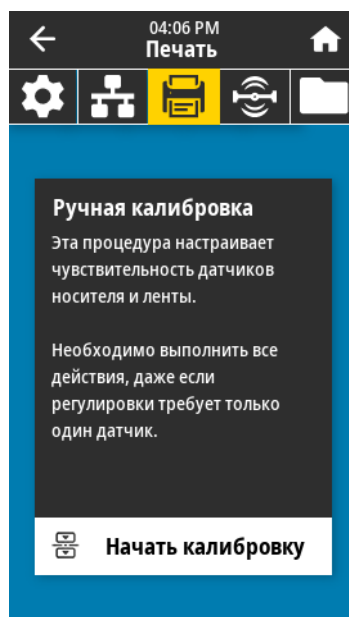 04:06 PM
Печать
Ручная калибровка
Эта процедура настраивает
чувствительность датчиков
носителя и ленты.
Необходимо выполнить все
действия, даже если
регулировки требует только
один датчик.
Начать калибровку